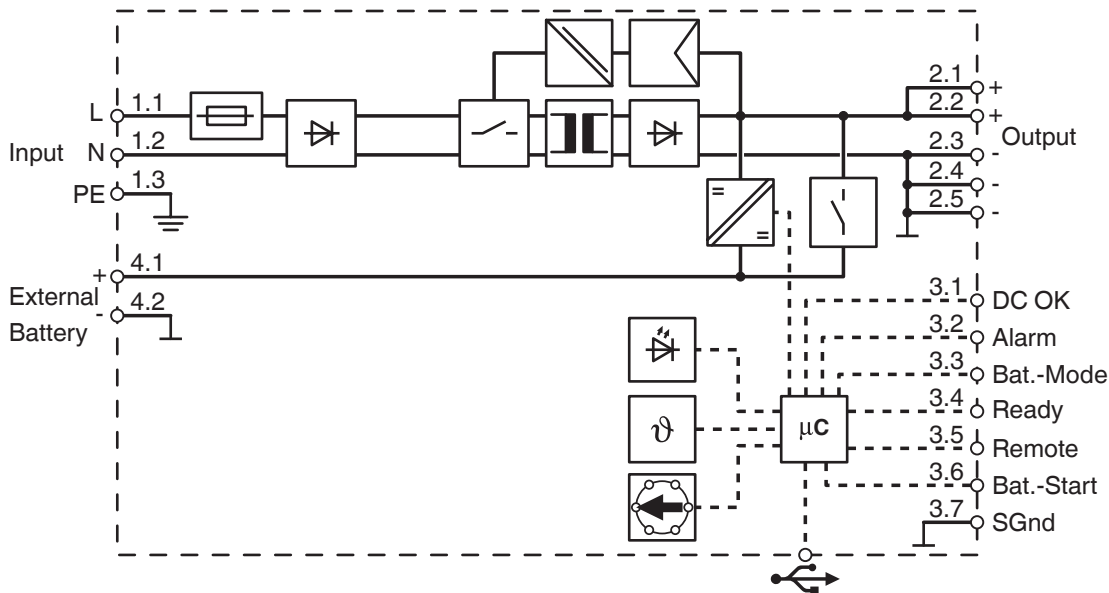 L 1.1
Input N 1.2
PE 1.3
+ 4.1
External
Battery
- 4.2
2.1 +
2.2 +
Output
2.3 -
2.4 -
2.5 -
= =
3.1 DC OK
3.2 Alarm
3.3 Bat.-Mode
3.4 Ready
3.5 Remote
3.6 Bat.-Start
3.7 SGnd
ϑ
μC